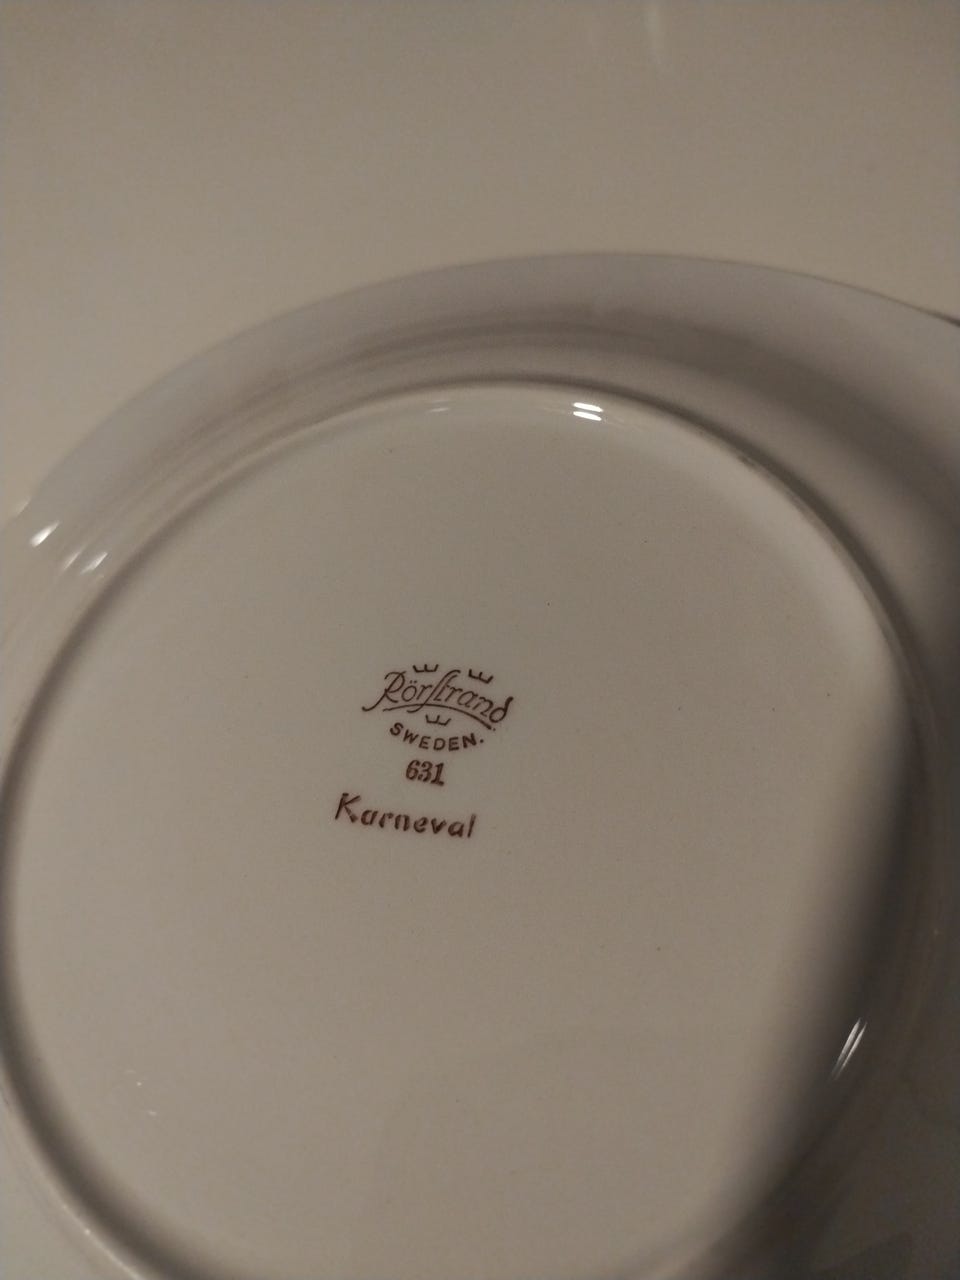 Rörstrand
SWEDEN.
631
Karneval